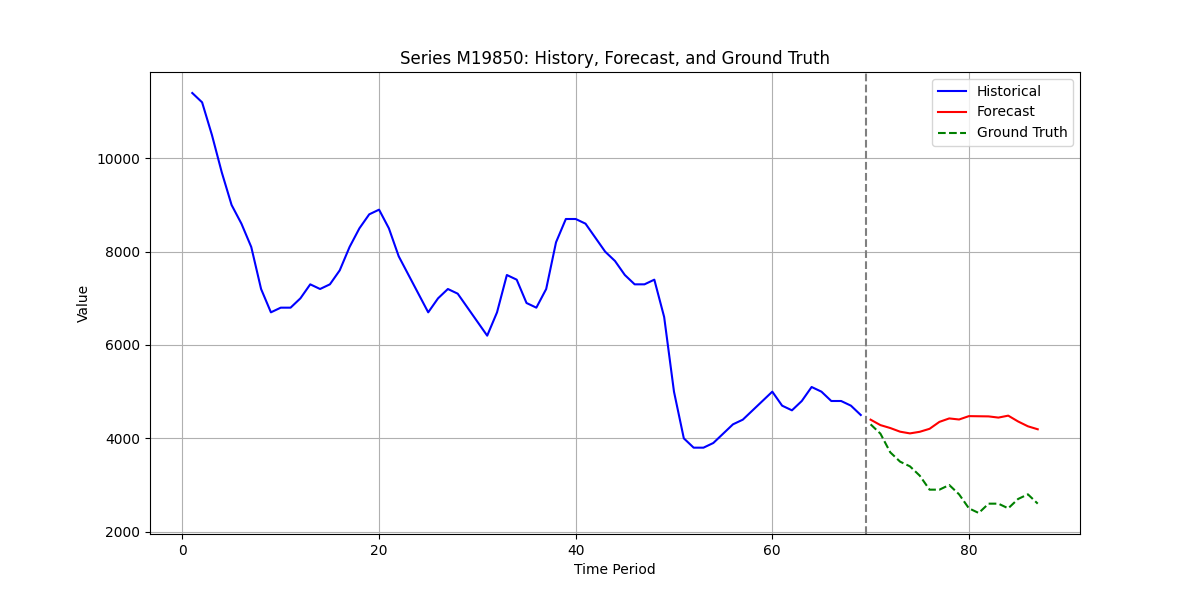 Series M19850: History, Forecast, and Ground Truth
Historical
Forecast
Ground Truth
Value
10000
8000
6000
4000
2000
0
20
40
60
80
Time Period